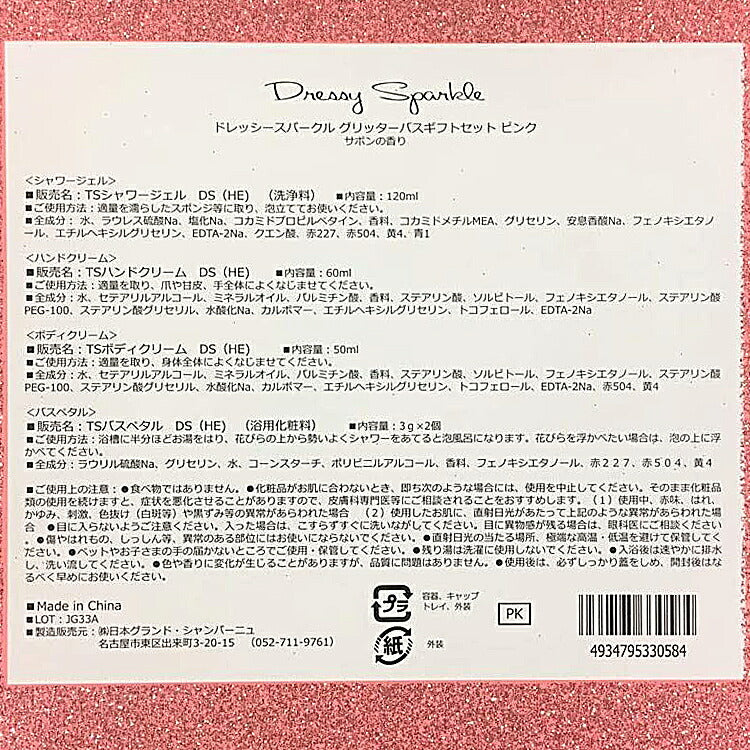 Dressy Sparkle
ドレッシースパークル グリッターバスギフトセット ピンク
サボンの香り
<シャワージェル>
■販売名：TSシャワージェル　DS（HE）　（洗浄料）　■内容量：120ml
■ご使用方法：適量を濡らしたスポンジ等に取り、泡立ててお使いください。
■全成分：水、ラウレス硫酸Na、塩化Na、コカミドプロピルベタイン、香料、コカミドメチルMEA、グリセリン、安息香酸Na、フェノキシエタノ
ール、エチルヘキシルグリセリン、EDTA-2Na、クエン酸、赤227、赤504、黄4、青1
<ハンドクリーム>
■販売名：TSハンドクリーム　DS（HE）　■内容量：60ml
■ご使用方法：適量を取り、爪や甘皮、手全体によくなじませてください。
■全成分：水、セテアリルアルコール、ミネラルオイル、パルミチン酸、香料、ステアリン酸、ソルビトール、フェノキシエタノール、ステアリン酸
PEG-100、ステアリン酸グリセリル、水酸化Na、カルボマー、エチルヘキシルグリセリン、トコフェロール、EDTA-2Na
<ボディクリーム>
■販売名：TSボディクリーム　DS（HE）　■内容量：50ml
■ご使用方法：適量を取り、身体全体によくなじませてください。
■全成分：水、セテアリルアルコール、ミネラルオイル、パルミチン酸、香料、ステアリン酸、ソルビトール、フェノキシエタノール、ステアリン酸
PEG-100、ステアリン酸グリセリル、水酸化Na、カルボマー、エチルヘキシルグリセリン、トコフェロール、EDTA-2Na、赤504、黄4
<バスペタル>
■販売名：TSバスペタル　DS（HE）　（浴用化粧料）　■内容量：3ｇ×2個
■ご使用方法：浴槽に半分ほどお湯をはり、花びらの上から勢いよくシャワーをあてると泡風呂になります。花びらを浮かべたい場合は、泡の上に浮
かべてください。
■全成分：ラウリル硫酸Na、グリセリン、水、コーンスターチ、ポリビニルアルコール、香料、フェノキシエタノール、赤２２７、赤５０４、黄４
■ご使用上の注意：●食べ物ではありません。●化粧品がお肌に合わないとき、即ち次のような場合には、使用を中止してください。そのまま化粧品
類の使用を続けますと、症状を悪化させることがありますので、皮膚科専門医等にご相談されることをおすすめします。（1）使用中、赤味、はれ、
かゆみ、刺激、色抜け（白斑等）や黒ずみ等の異常があらわれた場合　（2）使用したお肌に、直射日光があたって上記のような異常があらわれた場
合　●目に入らないようご注意ください。入った場合は、こすらずすぐに洗いながしてください。目に異物感が残る場合は、眼科医にご相談ください
。●傷やはれもの、しっしん等、異常のある部位にはお使いにならないでください。●直射日光の当たる場所、極端な高温・低温を避けて保管してく
ださい。●ペットやお子さまの手の届かないところでご使用・保管してください。●残り湯は洗濯に使用しないでください。●入浴後は速やかに排水
し、洗い流してください。●色や香りに変化が生じることがありますが、品質に問題はありません。●使用後は、必ずしっかり蓋をしめ、開封後はな
るべく早めにお使いください。
■Made in China
■LOT：JG33A
■製造販売元：㈱日本グランド・シャンパーニュ
名古屋市東区出来町3-20-15　（052-711-9761）
プラ
容器、キャップ
トレイ、外装
紙
外装
PK
4934795330584